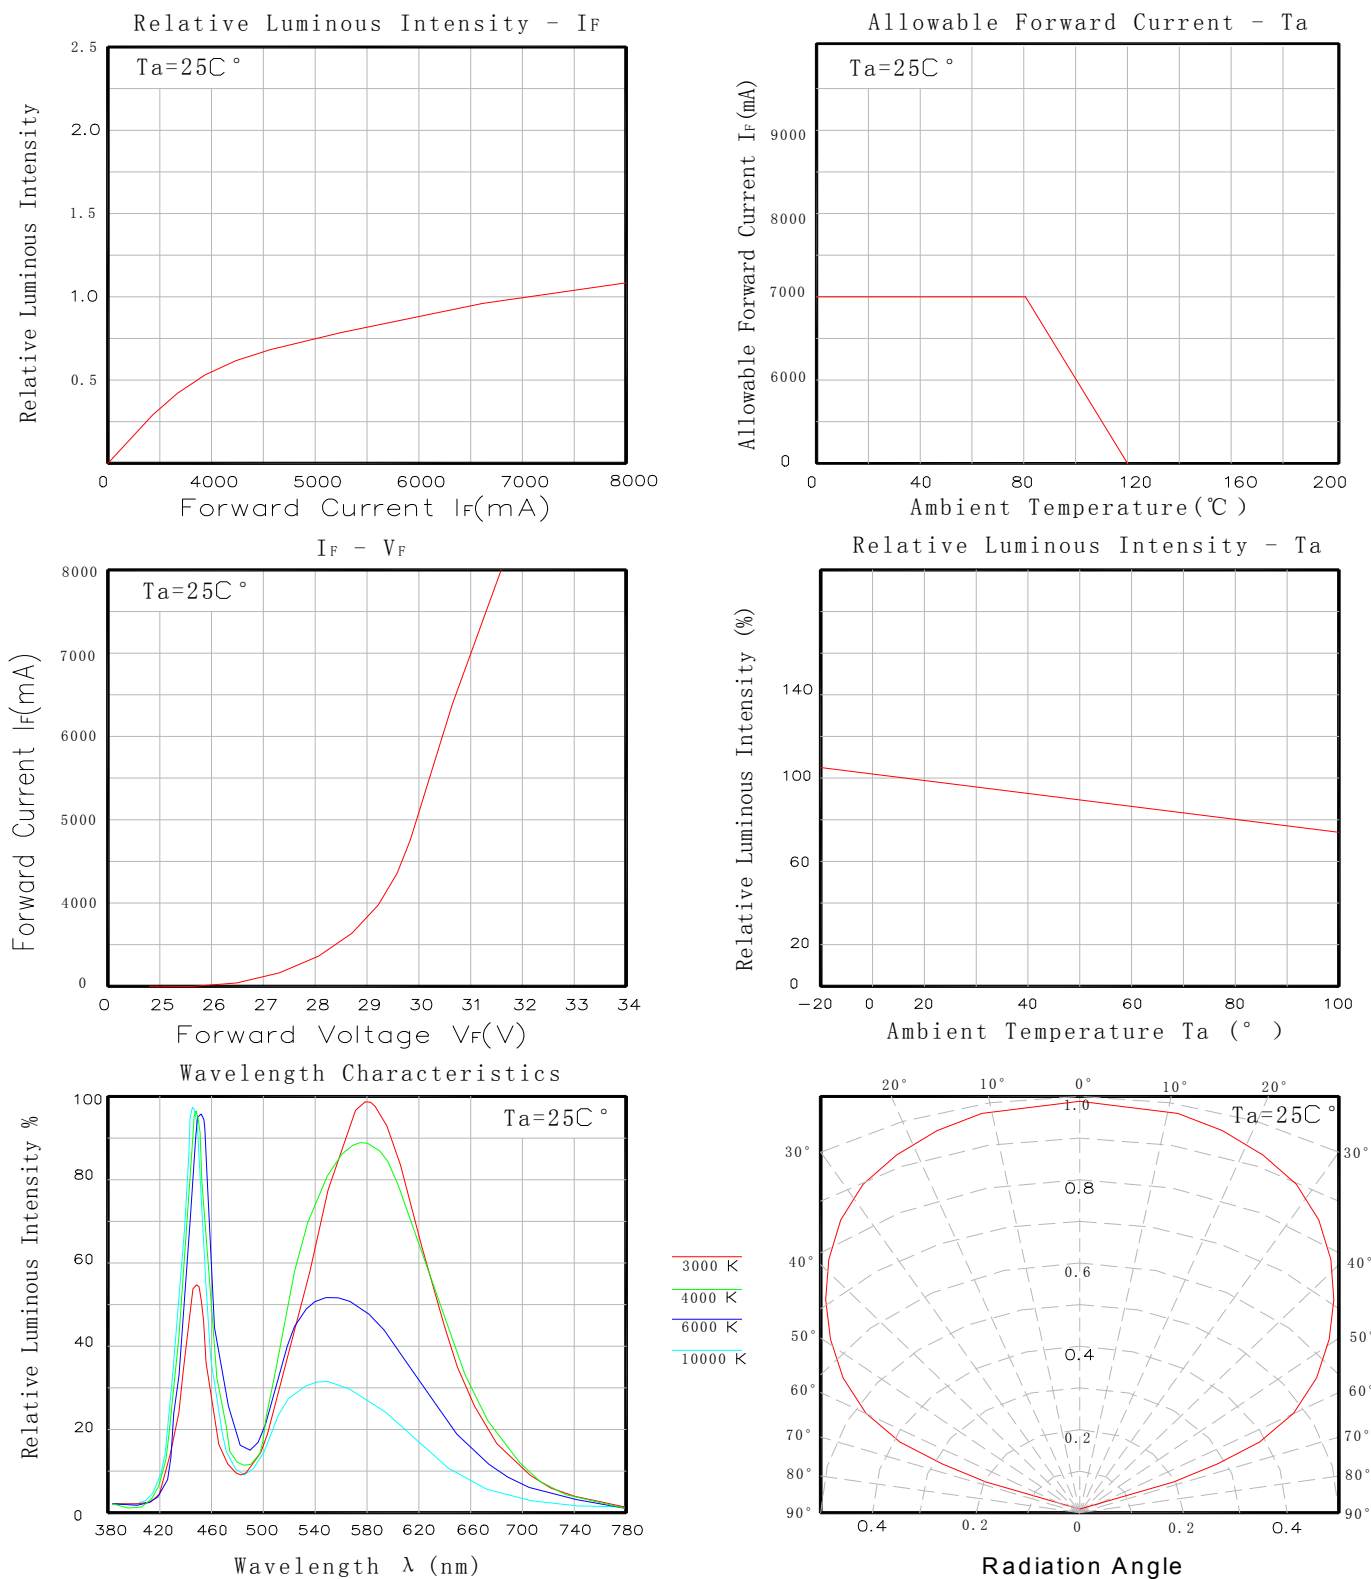 Relative Luminous Intensity - IF
Ta=25C°
Relative Luminous Intensity
2.5
2.0
1.5
1.0
0.5
0 4000 5000 6000 7000 8000
Forward Current IF(mA)
Allowable Forward Current - Ta
Ta=25C°
Allowable Forward Current IF(mA)
9000
8000
7000
6000
0
0 40 80 120 160 200
Ambient Temperature(℃)
IF - VF
Ta=25C°
Forward Current IF(mA)
8000
7000
6000
5000
4000
0
0 25 26 27 28 29 30 31 32 33 34
Forward Voltage VF(V)
Relative Luminous Intensity - Ta
Relative Luminous Intensity (%)
140
100
60
20
0
-20 0 20 40 60 80 100
Ambient Temperature Ta (° )
Wavelength Characteristics
Ta=25C°
Relative Luminous Intensity %
100
80
60
40
20
0
380 420 460 500 540 580 620 660 700 740 780
Wavelength λ (nm)
3000 K
4000 K
6000 K
10000 K
20° 10° 0° 10° 20°
1.0 Ta=25C°
30° 30°
0.8
40° 0.6 40°
50° 0.4 50°
60° 60°
70° 0.2 70°
80° 80°
90° 90°
0.4 0.2 0 0.2 0.4
Radiation Angle